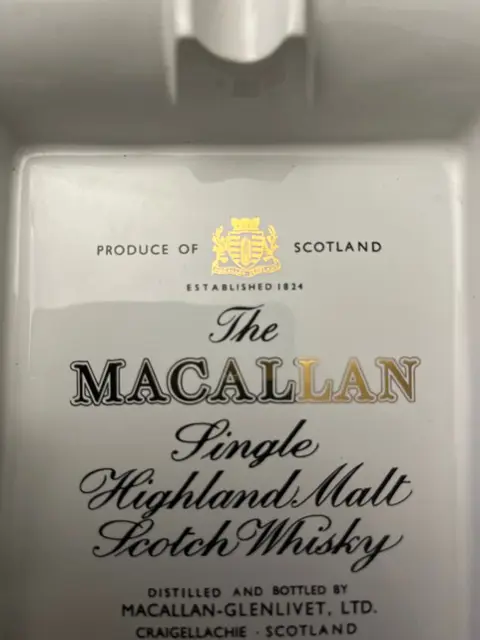 PRODUCE OF SCOTLAND
ESTABLISHED 1824
The
MACALLAN
Single
Highland Malt
Scotch Whisky
DISTILLED AND BOTTLED BY
MACALLAN-GLENLIVET, LTD.
CRAIGELLACHIE · SCOTLAND